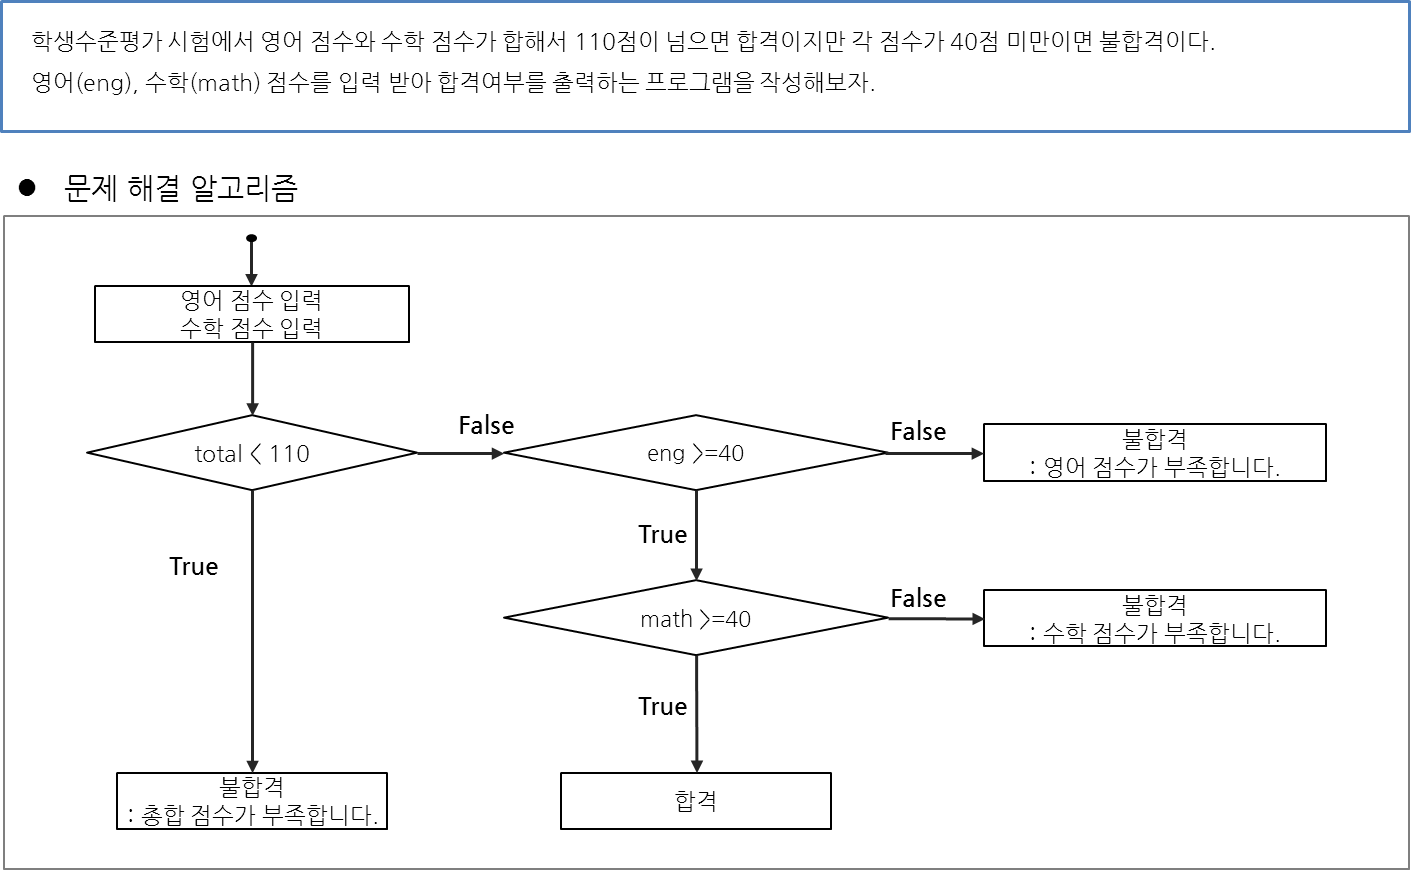 학생수준평가 시험에서 영어 점수와 수학 점수가 합해서 110점이 넘으면 합격이지만 각 점수가 40점 미만이면 불합격이다.
영어(eng), 수학(math) 점수를 입력 받아 합격여부를 출력하는 프로그램을 작성해보자.
● 문제 해결 알고리즘
영어 점수 입력
수학 점수 입력
total < 110
False
eng >=40
False
불합격
: 영어 점수가 부족합니다.
True
True
math >=40
False
불합격
: 수학 점수가 부족합니다.
True
불합격
: 총합 점수가 부족합니다.
합격